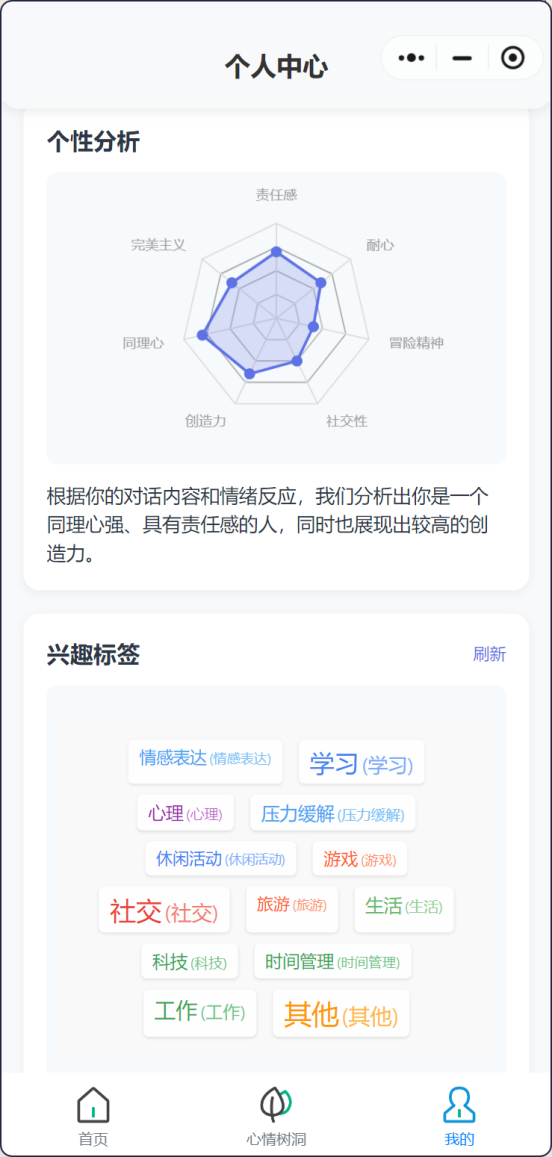 个人中心
个性分析
责任感
完美主义
耐心
同理心
冒险精神
创造力
社交性
根据你的对话内容和情绪反应，我们分析出你是一个
同理心强、具有责任感的人，同时也展现出较高的创
造力。
兴趣标签 刷新
情感表达 (情感表达) 学习 (学习)
心理 (心理) 压力缓解 (压力缓解)
休闲活动 (休闲活动) 游戏 (游戏)
社交 (社交) 旅游 (旅游) 生活 (生活)
科技 (科技) 时间管理 (时间管理)
工作 (工作) 其他 (其他)
首页 心情树洞 我的